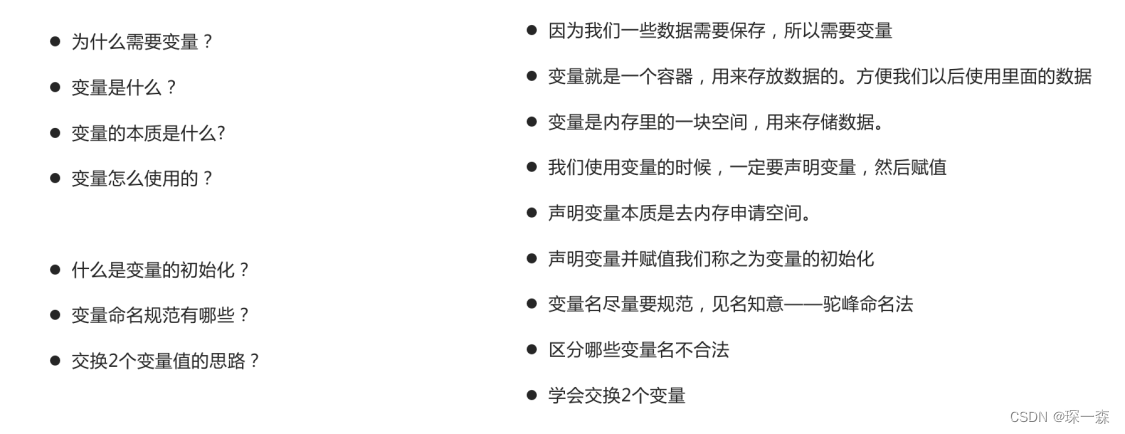 为什么需要变量？
变量是什么？
变量的本质是什么?
变量怎么使用的？
什么是变量的初始化？
变量命名规范有哪些？
交换2个变量值的思路？
因为我们一些数据需要保存，所以需要变量
变量就是一个容器，用来存放数据的。方便我们以后使用里面的数据
变量是内存里的一块空间，用来存储数据。
我们使用变量的时候，一定要声明变量，然后赋值
声明变量本质是去内存申请空间。
声明变量并赋值我们称之为变量的初始化
变量名尽量要规范，见名知意——驼峰命名法
区分哪些变量名不合法
学会交换2个变量
CSDN @琛一森